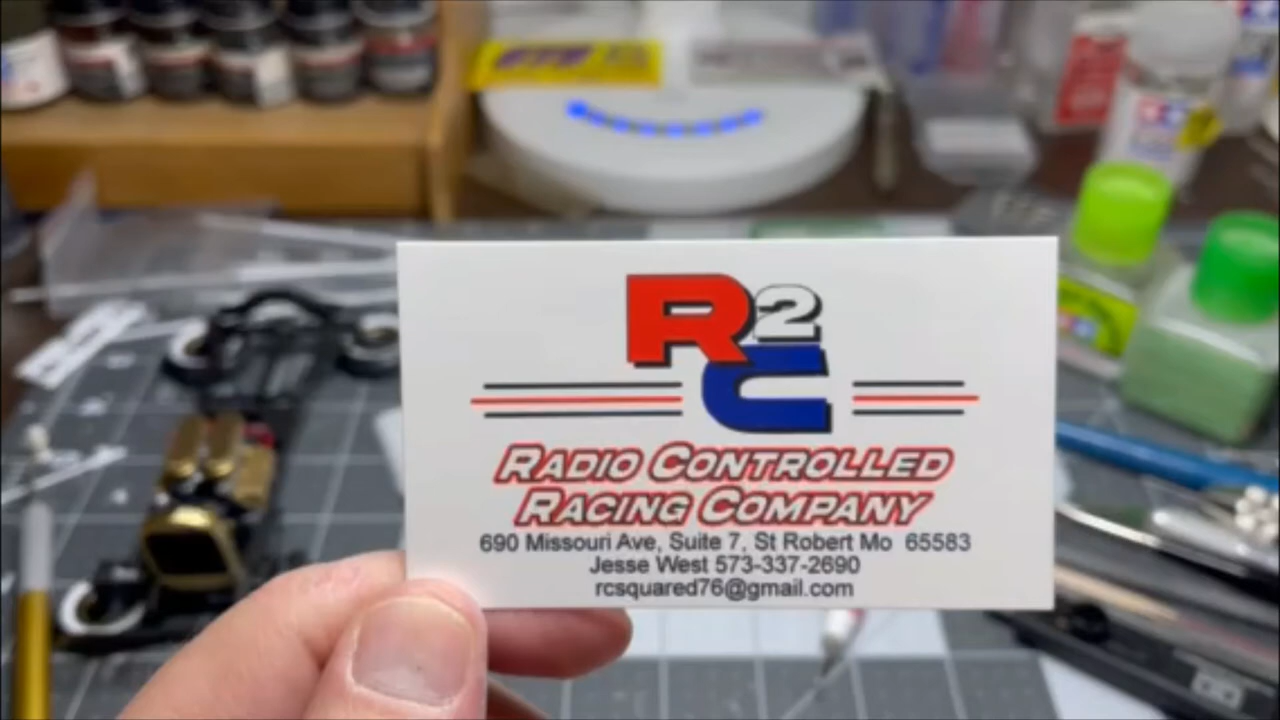 R2C
RADIO CONTROLLED
RACING COMPANY
690 Missouri Ave, Suite 7, St Robert Mo 65583
Jesse West 573-337-2690
rcsquared76@gmail.com